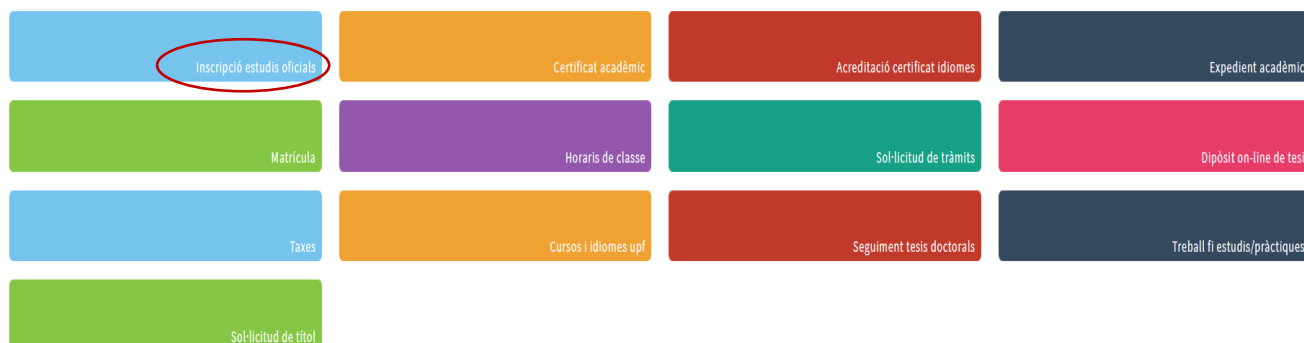 Inscripció estudis oficials
Certificat acadèmic
Acreditació certificat idiomes
Expedient acadèmic
Matrícula
Horaris de classe
Sol·licitud de tràmits
Dipòsit on-line de tesi
Taxes
Cursos i idiomes upf
Seguiment tesis doctorals
Treball fi estudis/pràctiques
Sol·licitud de títol